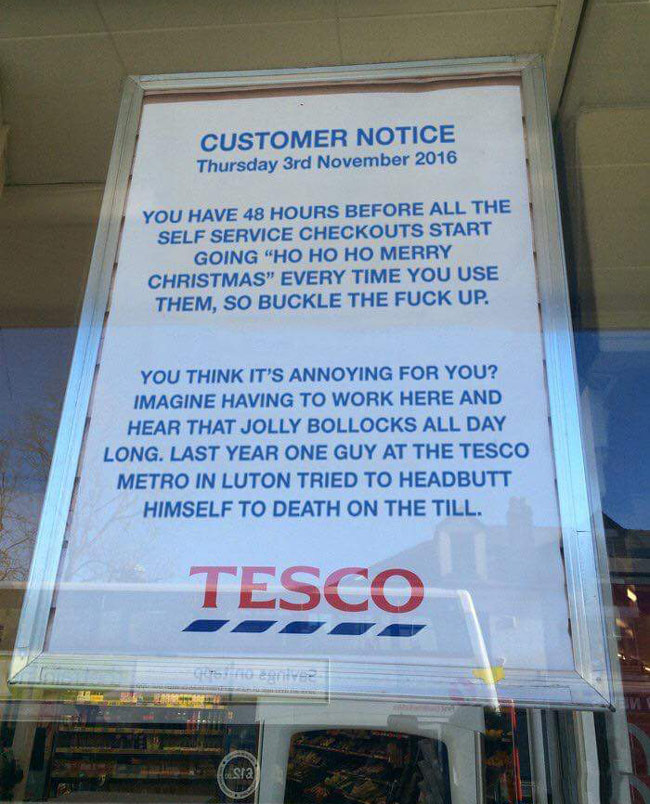 CUSTOMER NOTICE
Thursday 3rd November 2016
YOU HAVE 48 HOURS BEFORE ALL THE
SELF SERVICE CHECKOUTS START
GOING “HO HO HO MERRY
CHRISTMAS” EVERY TIME YOU USE
THEM, SO BUCKLE THE FUCK UP.
YOU THINK IT’S ANNOYING FOR YOU?
IMAGINE HAVING TO WORK HERE AND
HEAR THAT JOLLY BOLLOCKS ALL DAY
LONG. LAST YEAR ONE GUY AT THE TESCO
METRO IN LUTON TRIED TO HEADBUTT
HIMSELF TO DEATH ON THE TILL.
TESCO
Savings on